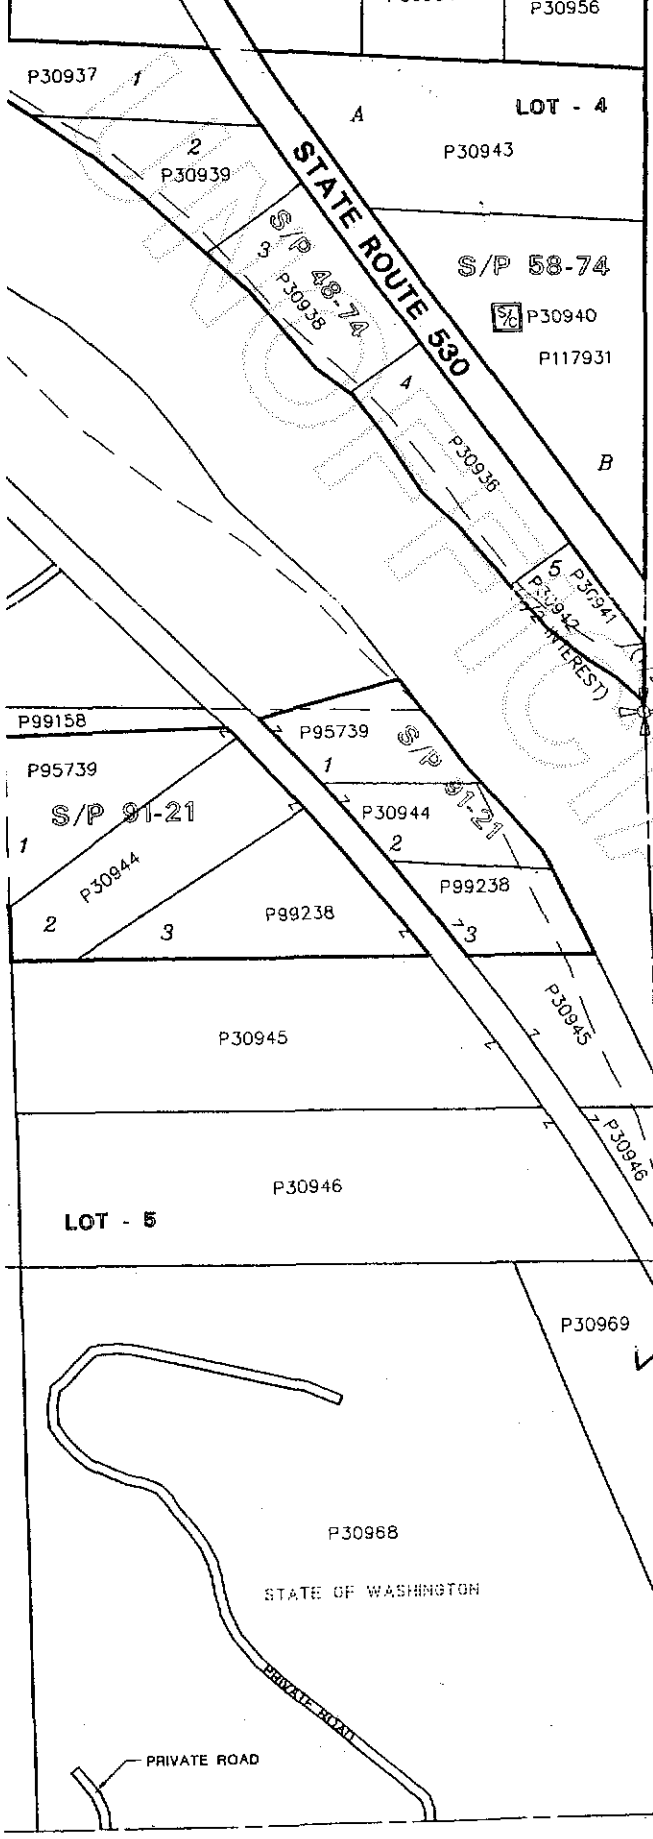 P30956
P30937
1
A
LOT - 4
2
P30939
P30943
STATE ROUTE 530
S/P 48-74
3
P30938
S/P 58-74
S/C
P30940
P117931
4
P30936
B
5
P30941
P30942
(1/2 INTEREST)
UNOFFICIAL
P99158
P95739
S/P 91-21
P95739
1
S/P 91-21
P30944
1
2
P30944
P99238
P99238
2
3
3
P30945
P30945
P30946
P30946
LOT - 5
P30969
P30968
STATE OF WASHINGTON
PRIVATE ROAD
PRIVATE ROAD